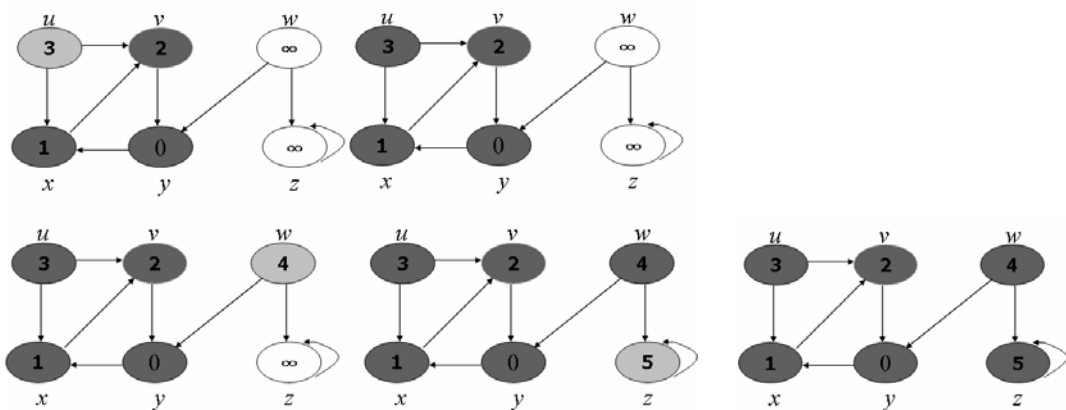 u v w u v w
3 2 ∞ 3 2 ∞
1 0 ∞ 1 0 ∞
x y z x y z
u v w u v w u v w
3 2 4 3 2 4 3 2 4
1 0 ∞ 1 0 5 1 0 5
x y z x y z x y z